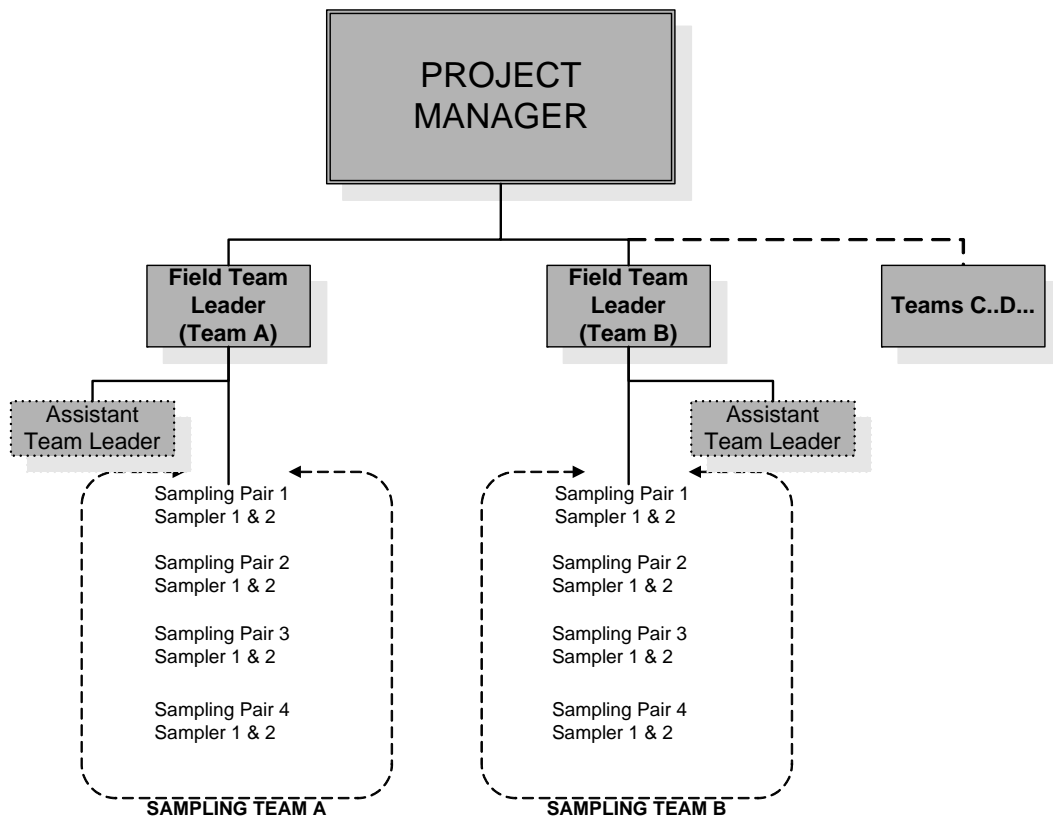 PROJECT
MANAGER
Field Team
Leader
(Team A)
Field Team
Leader
(Team B)
Teams C..D...
Assistant
Team Leader
Assistant
Team Leader
Sampling Pair 1
Sampler 1 & 2
Sampling Pair 2
Sampler 1 & 2
Sampling Pair 3
Sampler 1 & 2
Sampling Pair 4
Sampler 1 & 2
SAMPLING TEAM A
Sampling Pair 1
Sampler 1 & 2
Sampling Pair 2
Sampler 1 & 2
Sampling Pair 3
Sampler 1 & 2
Sampling Pair 4
Sampler 1 & 2
SAMPLING TEAM B